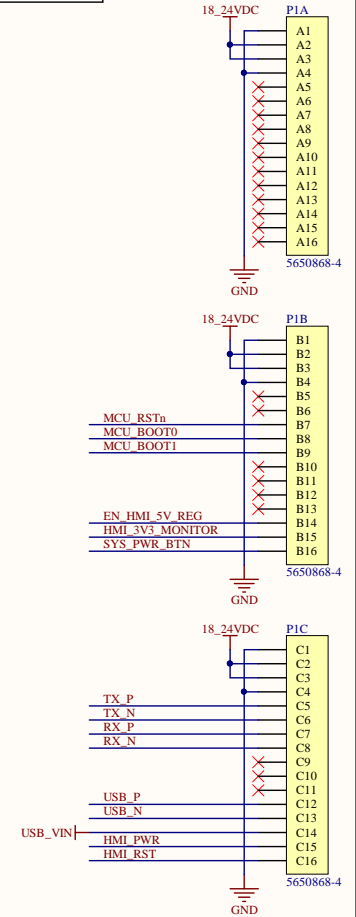 18_24VDC P1A
A1
A2
A3
A4
A5
A6
A7
A8
A9
A10
A11
A12
A13
A14
A15
A16
5650868-4
GND
18_24VDC P1B
B1
B2
B3
B4
B5
B6
MCU_RSTn B7
MCU_BOOT0 B8
MCU_BOOT1 B9
B10
B11
B12
B13
EN_HMI_5V_REG B14
HMI_3V3_MONITOR B15
SYS_PWR_BTN B16
5650868-4
GND
18_24VDC P1C
C1
C2
C3
C4
TX_P C5
TX_N C6
RX_P C7
RX_N C8
C9
C10
C11
USB_P C12
USB_N C13
USB_VIN C14
HMI_PWR C15
HMI_RST C16
5650868-4
GND